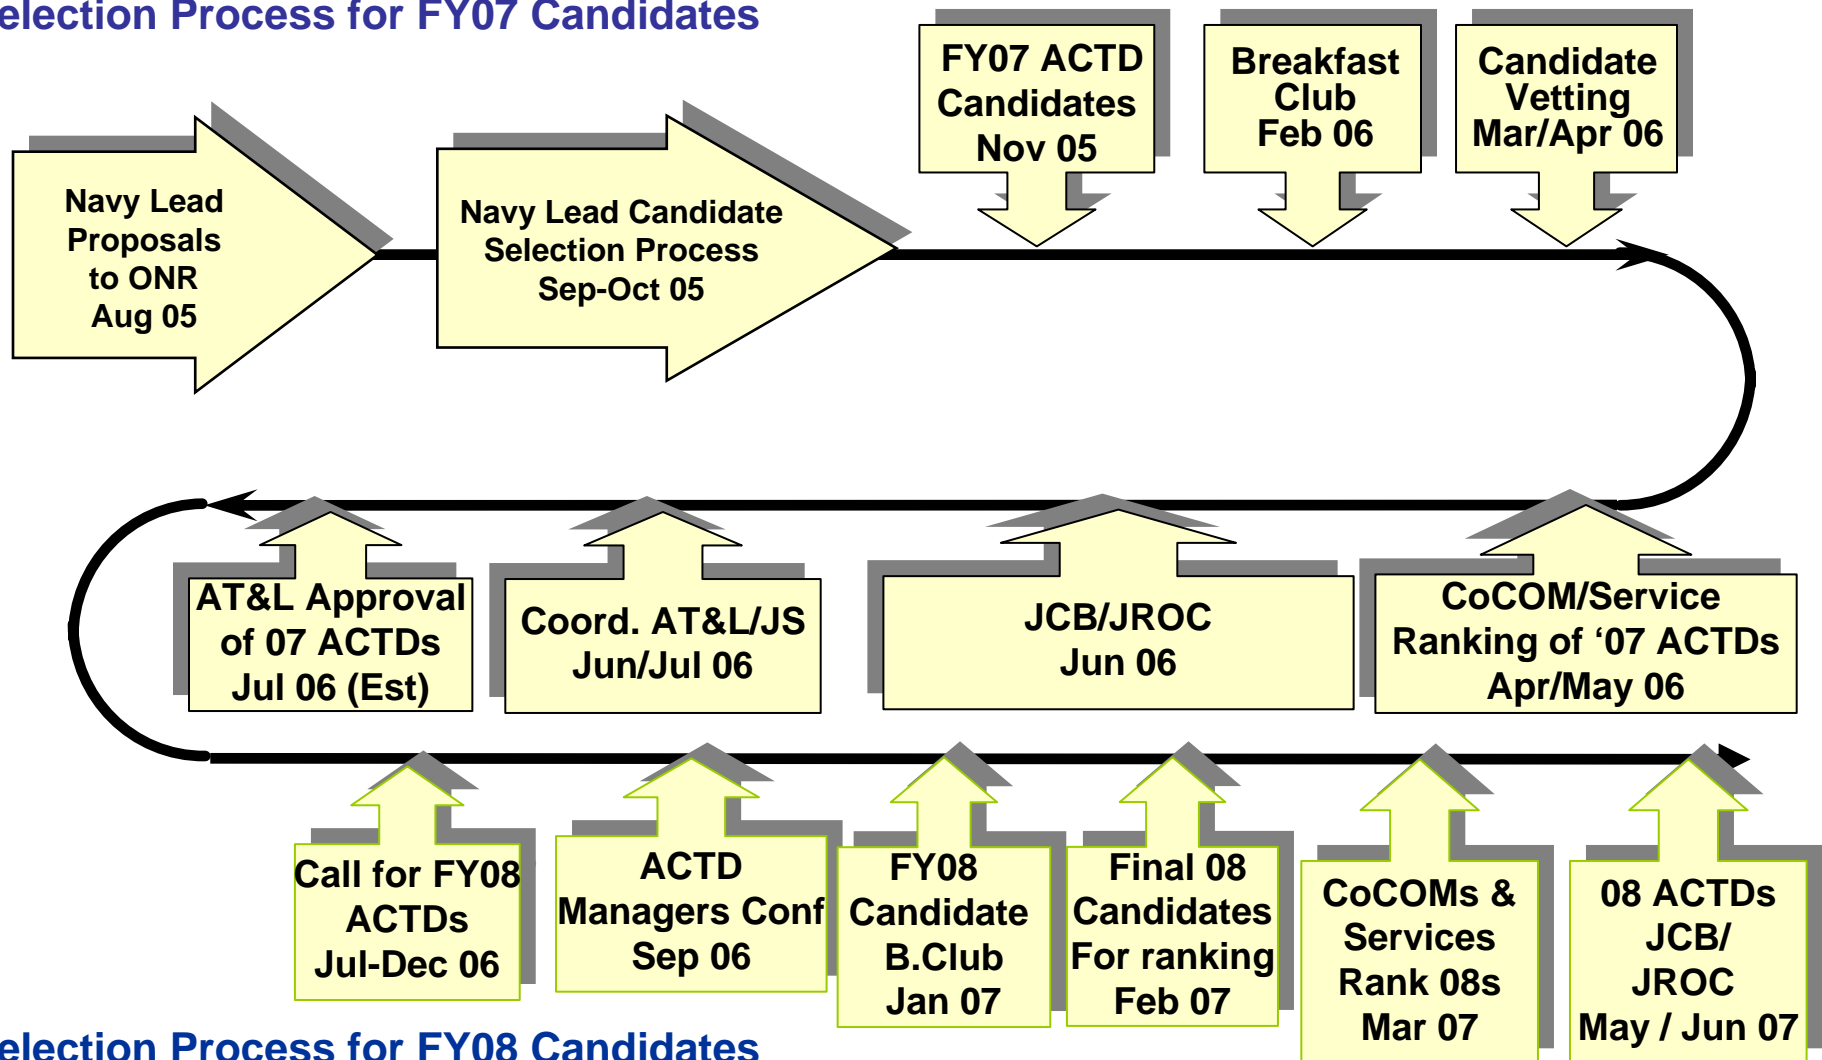 election Process for FY07 Candidates
Navy Lead
Proposals
to ONR
Aug 05
Navy Lead Candidate
Selection Process
Sep-Oct 05
FY07 ACTD
Candidates
Nov 05
Breakfast
Club
Feb 06
Candidate
Vetting
Mar/Apr 06
CoCOM/Service
Ranking of ‘07 ACTDs
Apr/May 06
JCB/JROC
Jun 06
Coord. AT&L/JS
Jun/Jul 06
AT&L Approval
of 07 ACTDs
Jul 06 (Est)
Call for FY08
ACTDs
Jul-Dec 06
ACTD
Managers Conf
Sep 06
FY08
Candidate
B.Club
Jan 07
Final 08
Candidates
For ranking
Feb 07
CoCOMs &
Services
Rank 08s
Mar 07
08 ACTDs
JCB/
JROC
May / Jun 07
election Process for FY08 Candidates